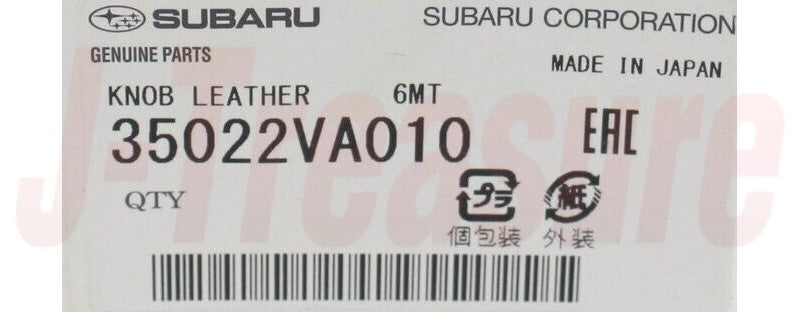 SUBARU SUBARU CORPORATION
GENUINE PARTS
MADE IN JAPAN
KNOB LEATHER 6MT
35022VA010 EAC
QTY
プラ 紙
個包装 外装
J-Treasure